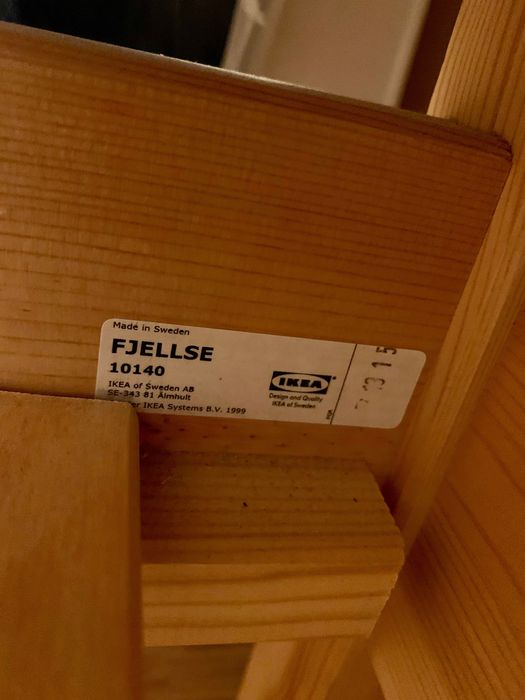 Made in Sweden
FJELLSE
10140
IKEA of Sweden AB
SE-343 81 Älmhult
IKEA Systems B.V. 1999
IKEA
Design and Quality
IKEA of Sweden